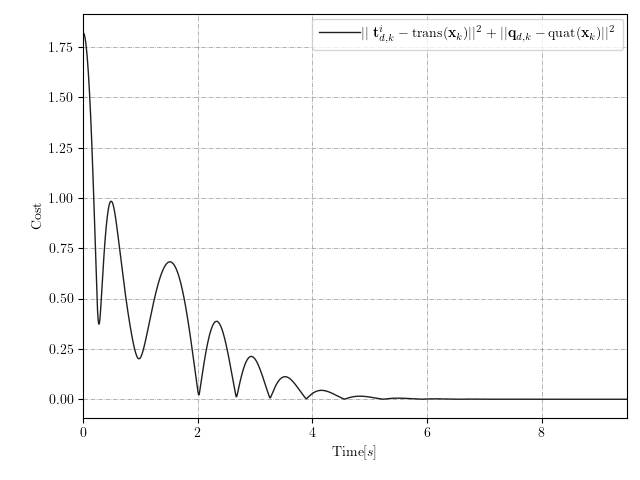 || t^i_{d,k} − trans(x_k)||^2 + ||q_{d,k} − quat(x_k)||^2
1.75
1.50
1.25
1.00
0.75
0.50
0.25
0.00
Cost
0 2 4 6 8
Time[s]